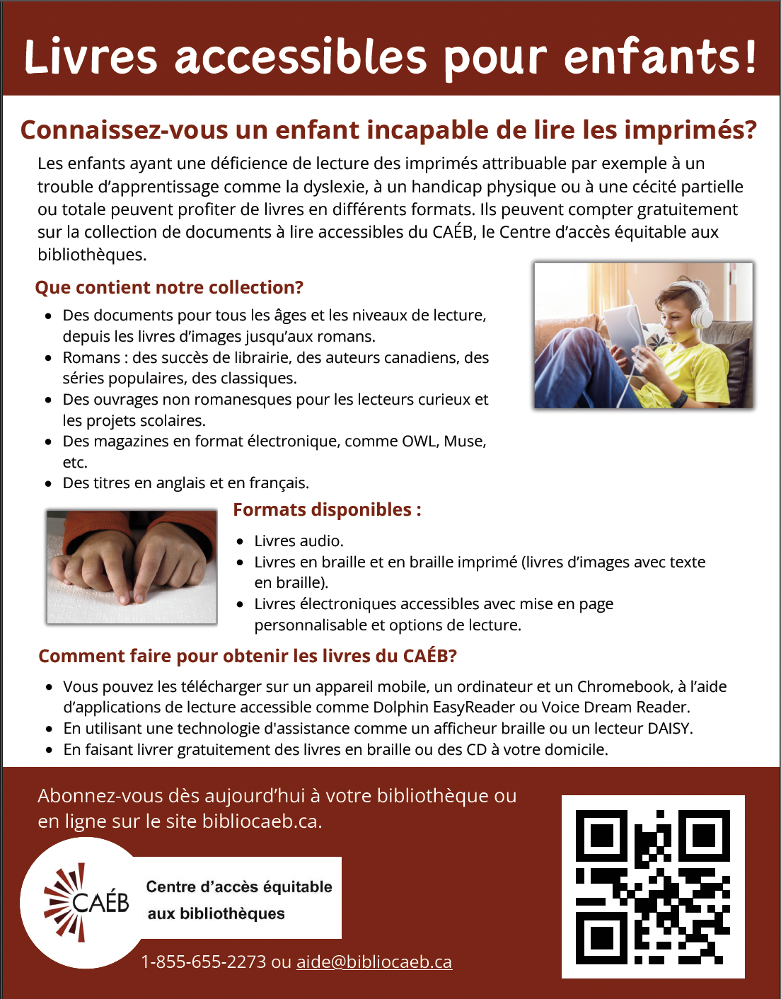 Livres accessibles pour enfants!
Connaissez-vous un enfant incapable de lire les imprimés?
Les enfants ayant une déficience de lecture des imprimés attribuable par exemple à un
trouble d’apprentissage comme la dyslexie, à un handicap physique ou à une cécité partielle
ou totale peuvent profiter de livres en différents formats. Ils peuvent compter gratuitement
sur la collection de documents à lire accessibles du CAÉB, le Centre d’accès équitable aux
bibliothèques.
Que contient notre collection?
• Des documents pour tous les âges et les niveaux de lecture,
depuis les livres d’images jusqu’aux romans.
• Romans : des succès de librairie, des auteurs canadiens, des
séries populaires, des classiques.
• Des ouvrages non romanesques pour les lecteurs curieux et
les projets scolaires.
• Des magazines en format électronique, comme OWL, Muse,
etc.
• Des titres en anglais et en français.
Formats disponibles :
• Livres audio.
• Livres en braille et en braille imprimé (livres d’images avec texte
en braille).
• Livres électroniques accessibles avec mise en page
personnalisable et options de lecture.
Comment faire pour obtenir les livres du CAÉB?
• Vous pouvez les télécharger sur un appareil mobile, un ordinateur et un Chromebook, à l’aide
d’applications de lecture accessible comme Dolphin EasyReader ou Voice Dream Reader.
• En utilisant une technologie d'assistance comme un afficheur braille ou un lecteur DAISY.
• En faisant livrer gratuitement des livres en braille ou des CD à votre domicile.
Abonnez-vous dès aujourd’hui à votre bibliothèque ou
en ligne sur le site bibliocaeb.ca.
CAÉB
Centre d’accès équitable
aux bibliothèques
1-855-655-2273 ou aide@bibliocaeb.ca